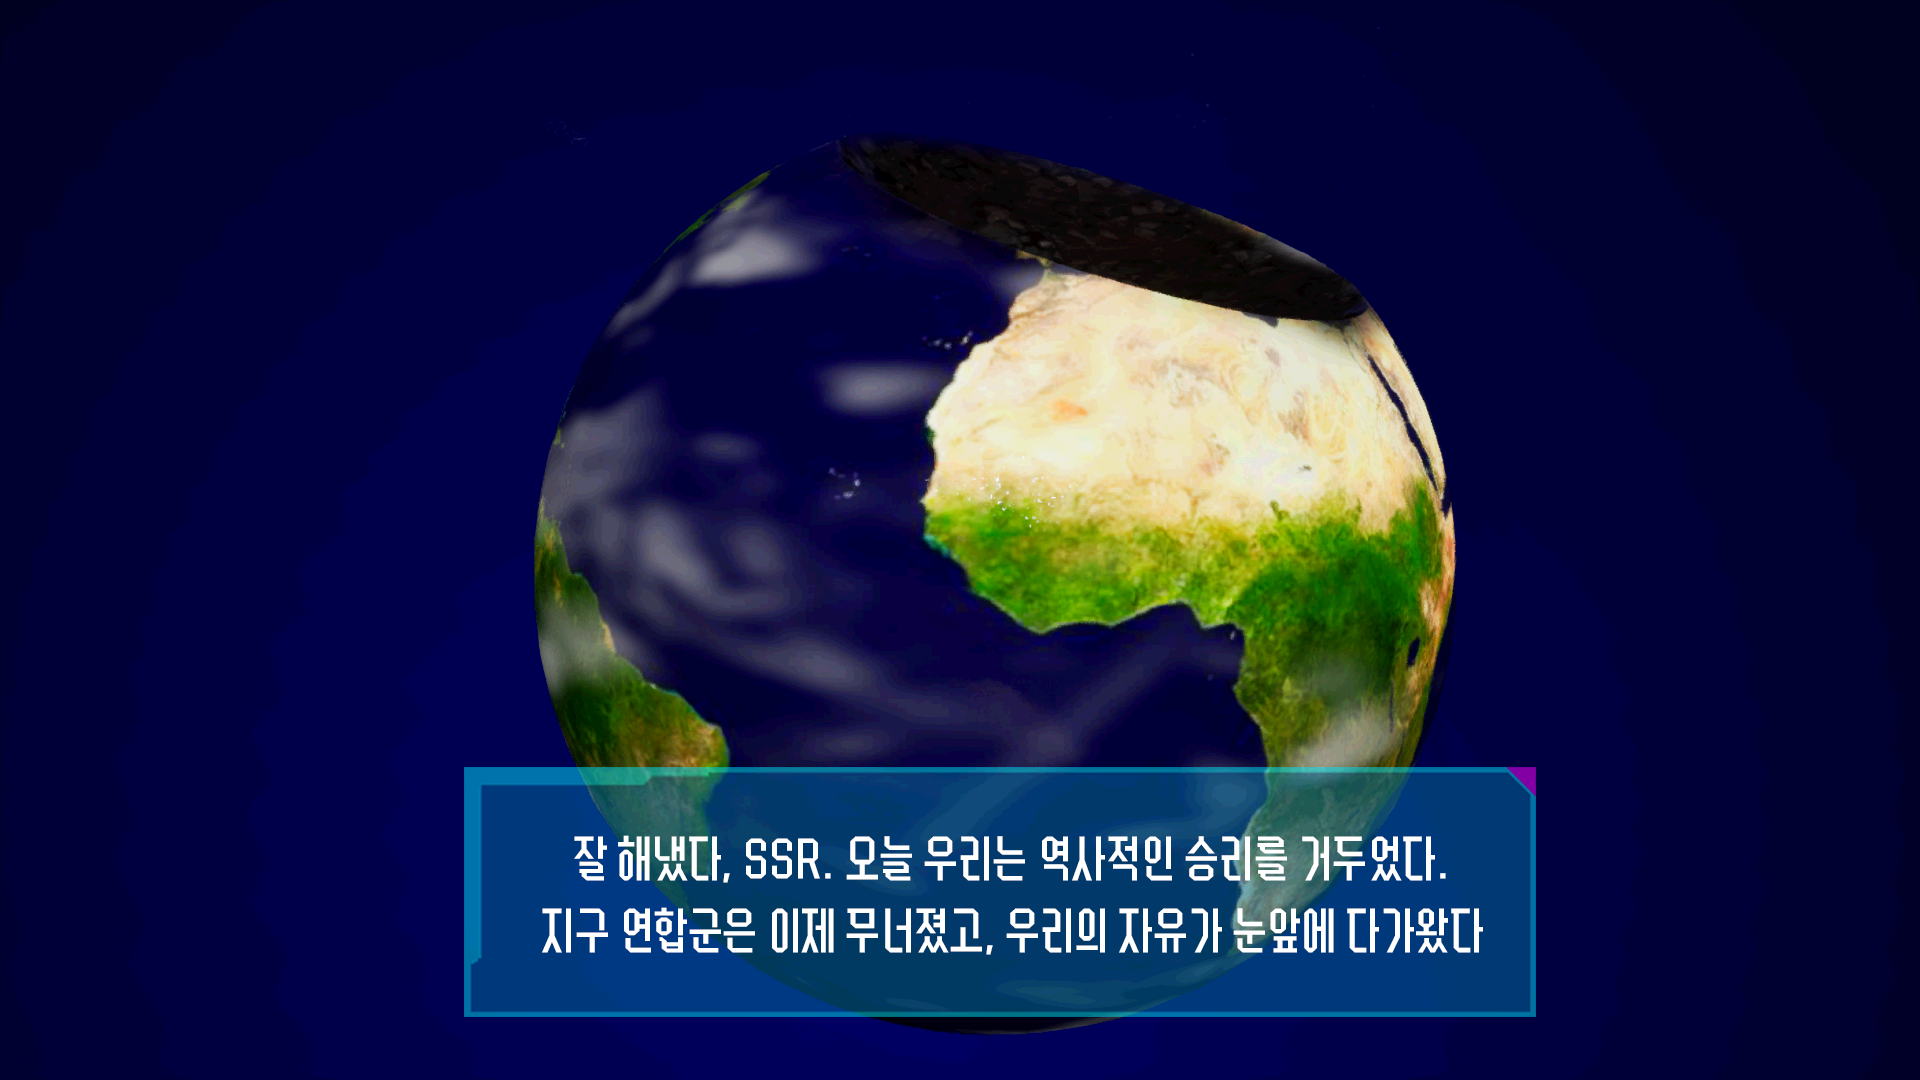 잘 해냈다, SSR. 오늘 우리는 역사적인 승리를 거두었다.
지구 연합군은 이제 무너졌고, 우리의 자유가 눈앞에 다가왔다